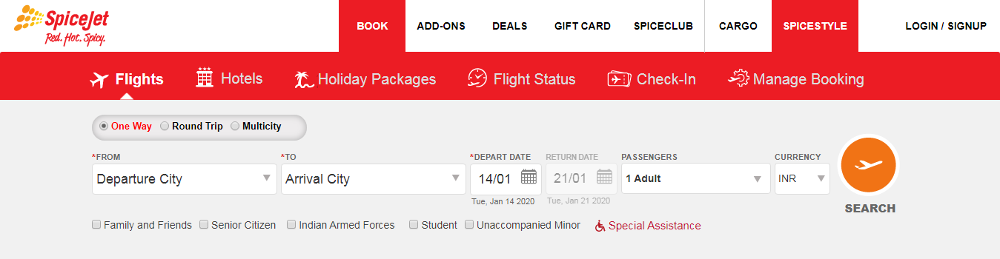 SpiceJet
Red. Hot. Spicy.
BOOK ADD-ONS DEALS GIFT CARD SPICECLUB CARGO SPICESTYLE LOGIN / SIGNUP
Flights Hotels Holiday Packages Flight Status Check-In Manage Booking
One Way Round Trip Multicity
*FROM *TO *DEPART DATE RETURN DATE PASSENGERS CURRENCY
Departure City Arrival City 14/01 21/01 1 Adult INR
Tue, Jan 14 2020 Tue, Jan 21 2020
SEARCH
Family and Friends Senior Citizen Indian Armed Forces Student Unaccompanied Minor Special Assistance